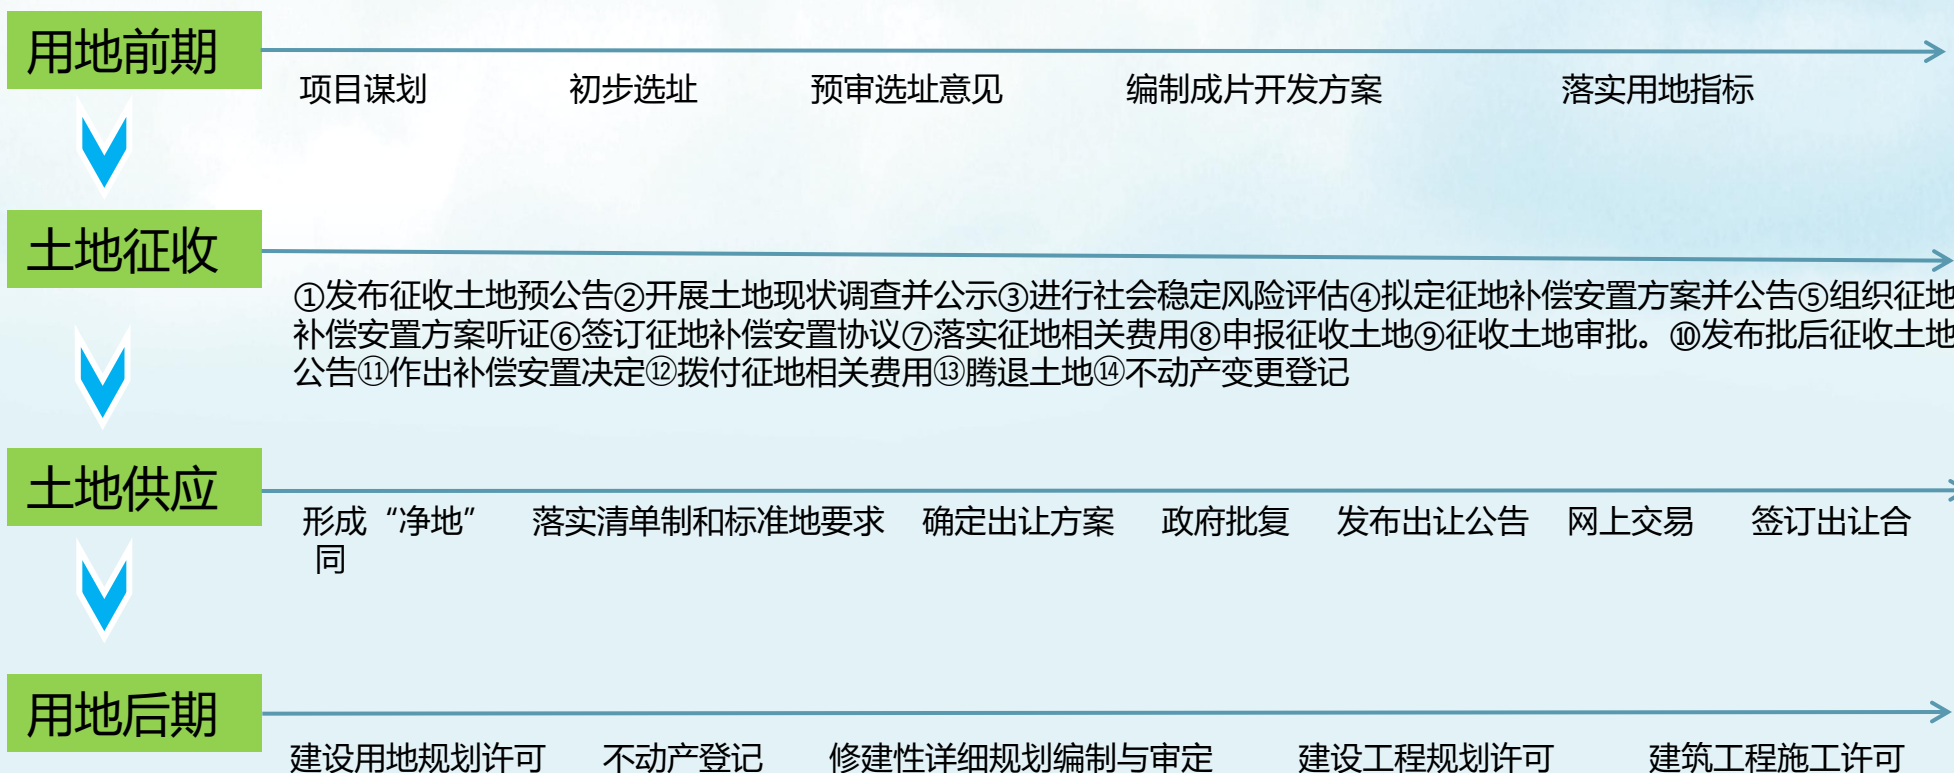 用地前期
项目谋划 初步选址 预审选址意见 编制成片开发方案 落实用地指标
土地征收
①发布征收土地预公告②开展土地现状调查并公示③进行社会稳定风险评估④拟定征地补偿安置方案并公告⑤组织征地
补偿安置方案听证⑥签订征地补偿安置协议⑦落实征地相关费用⑧申报征收土地⑨征收土地审批。⑩发布批后征收土地
公告⑪作出补偿安置决定⑫拨付征地相关费用⑬腾退土地⑭不动产变更登记
土地供应
形成“净地” 落实清单制和标准地要求 确定出让方案 政府批复 发布出让公告 网上交易 签订出让合
同
用地后期
建设用地规划许可 不动产登记 修建性详细规划编制与审定 建设工程规划许可 建筑工程施工许可